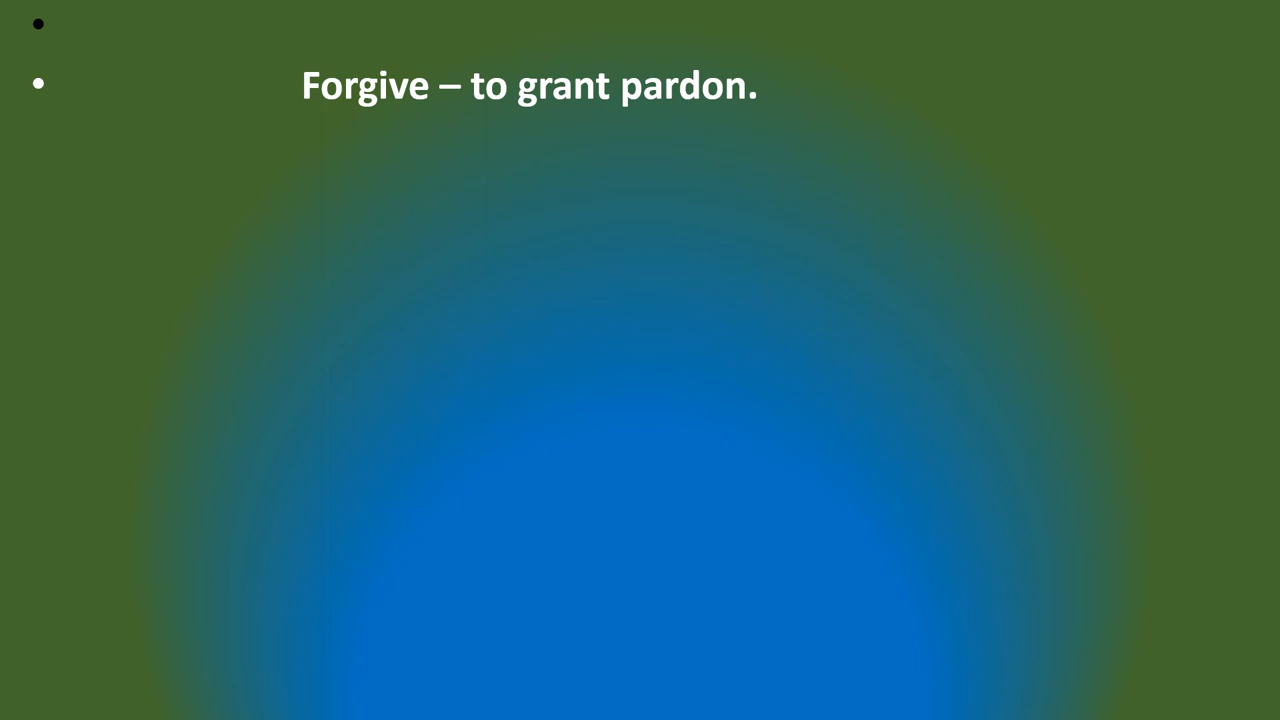 •
• Forgive – to grant pardon.